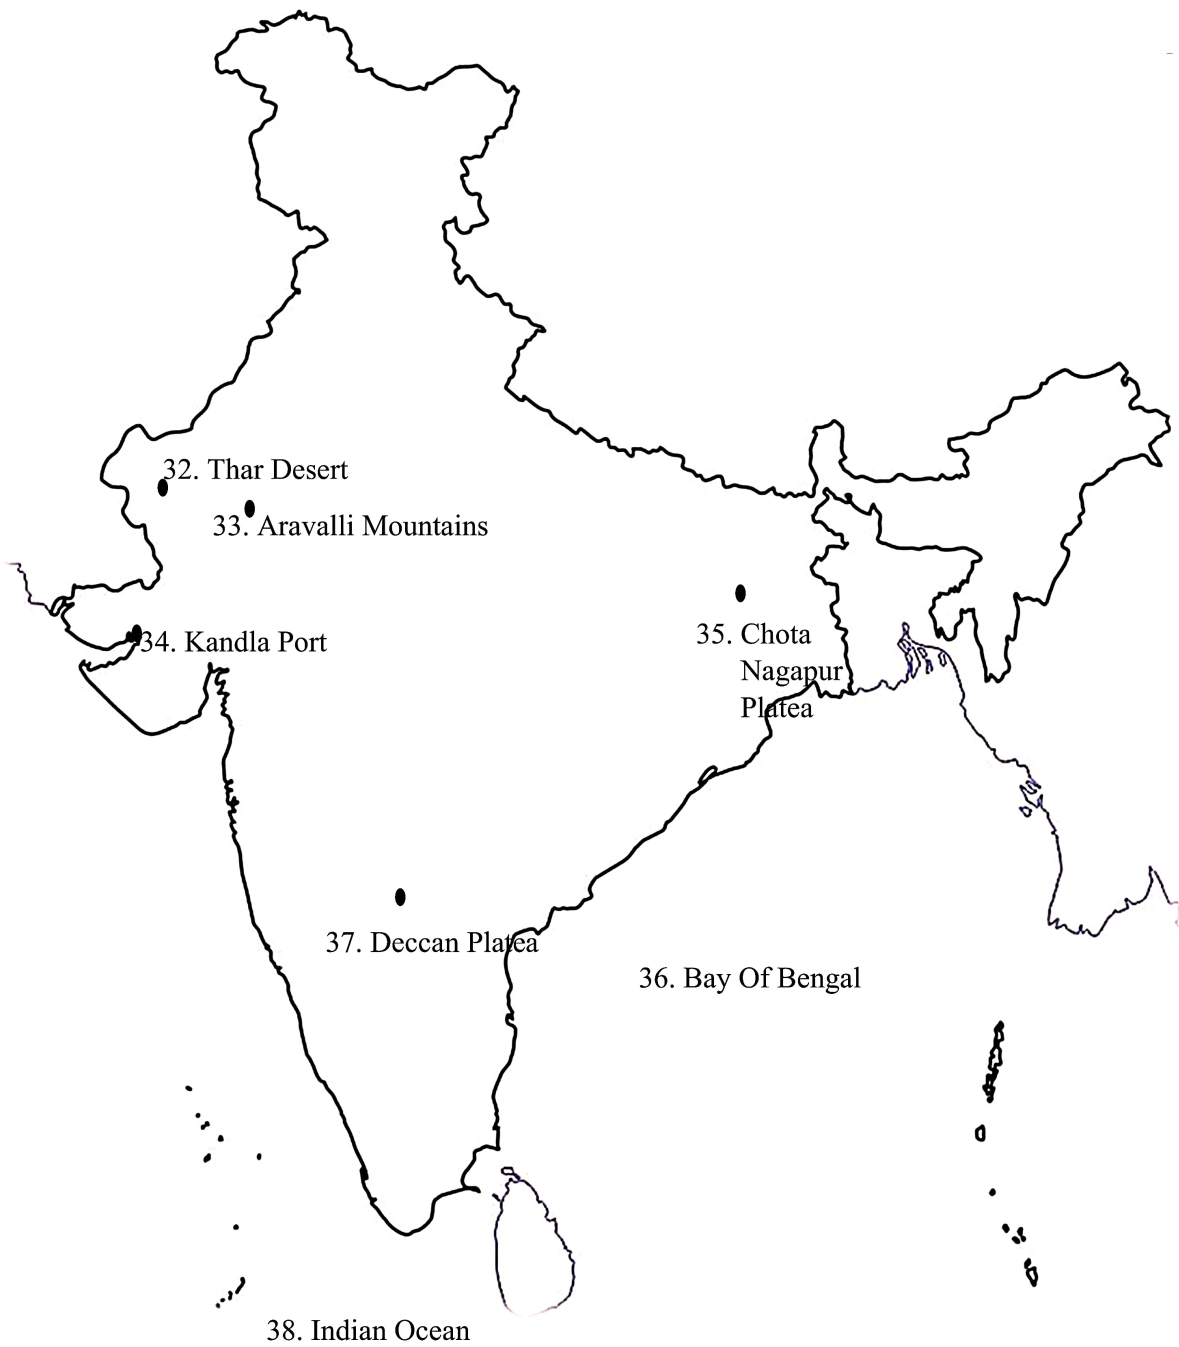 32. Thar Desert
33. Aravalli Mountains
34. Kandla Port
35. Chota
Nagapur
Platea
37. Deccan Platea
36. Bay Of Bengal
38. Indian Ocean